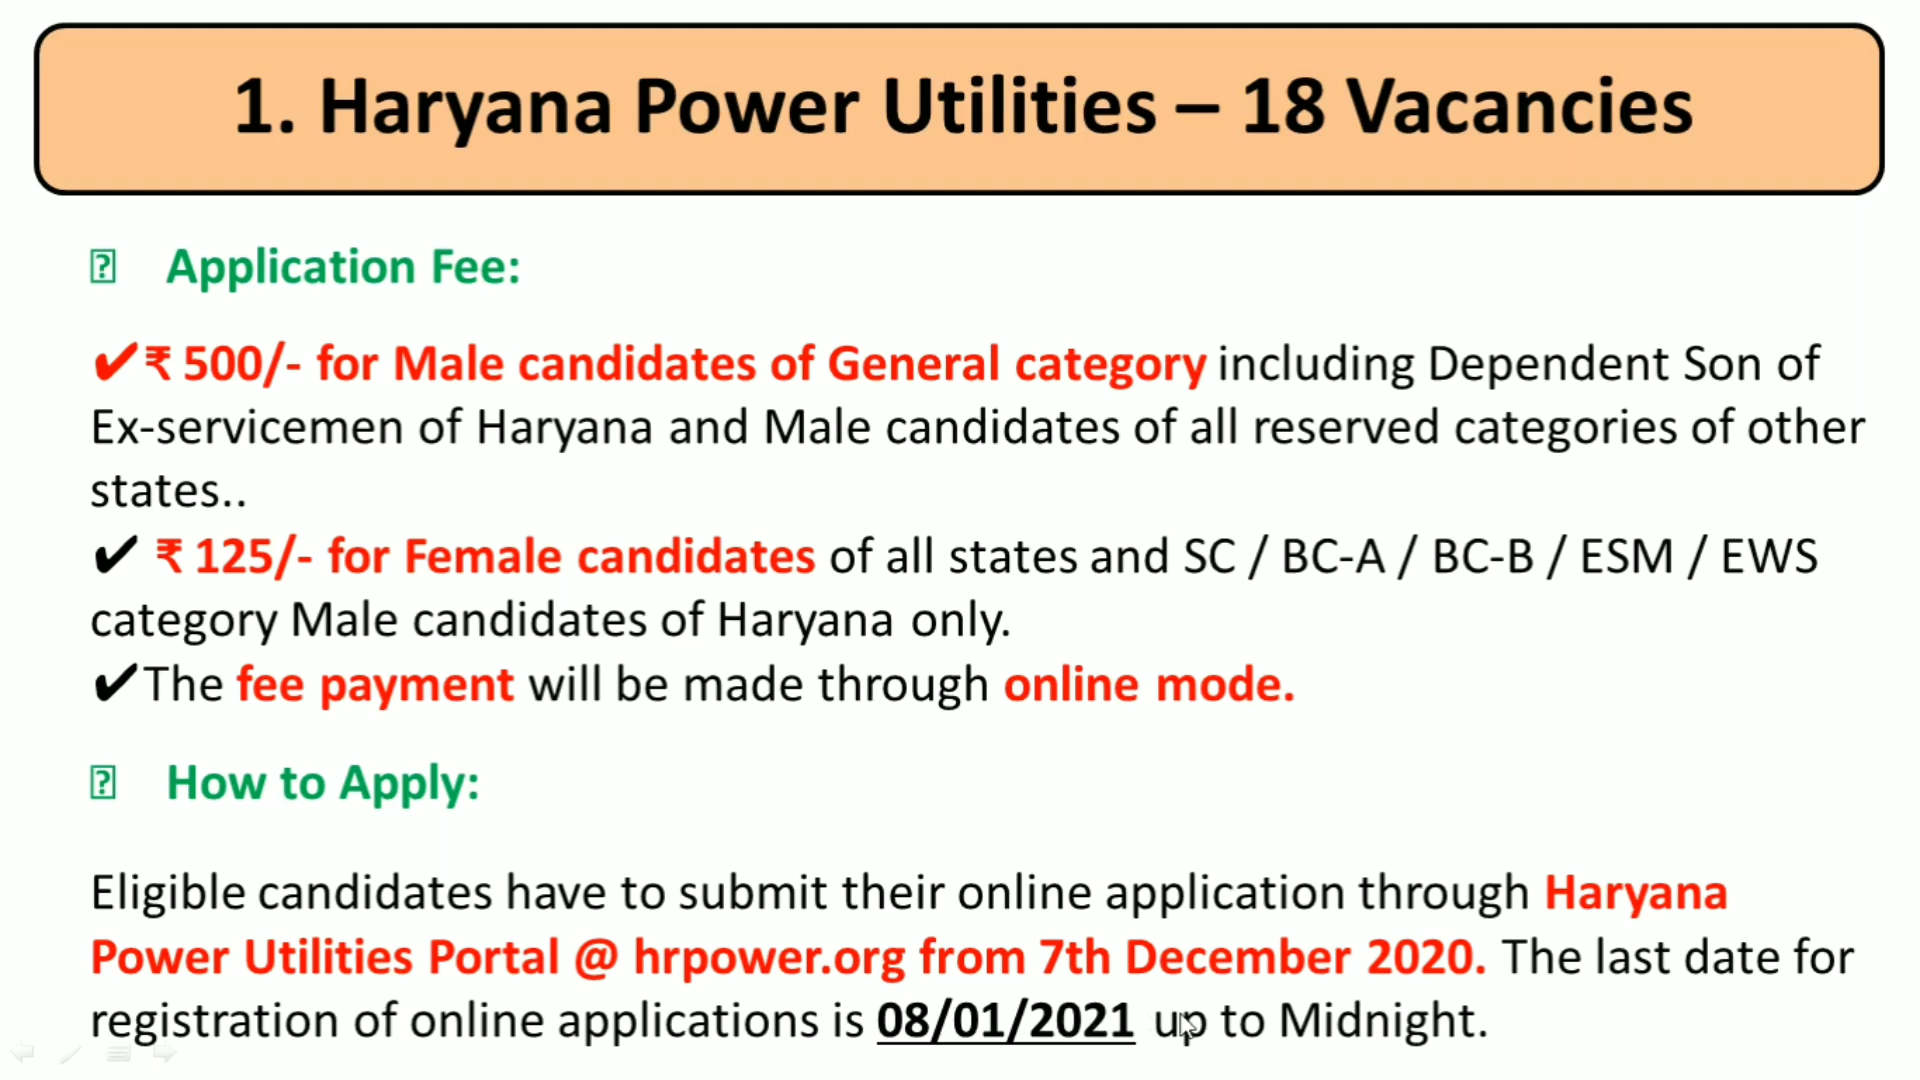 1. Haryana Power Utilities – 18 Vacancies
Application Fee:
✔₹ 500/- for Male candidates of General category including Dependent Son of
Ex-servicemen of Haryana and Male candidates of all reserved categories of other
states..
✔ ₹ 125/- for Female candidates of all states and SC / BC-A / BC-B / ESM / EWS
category Male candidates of Haryana only.
✔The fee payment will be made through online mode.
How to Apply:
Eligible candidates have to submit their online application through Haryana
Power Utilities Portal @ hrpower.org from 7th December 2020. The last date for
registration of online applications is 08/01/2021 up to Midnight.